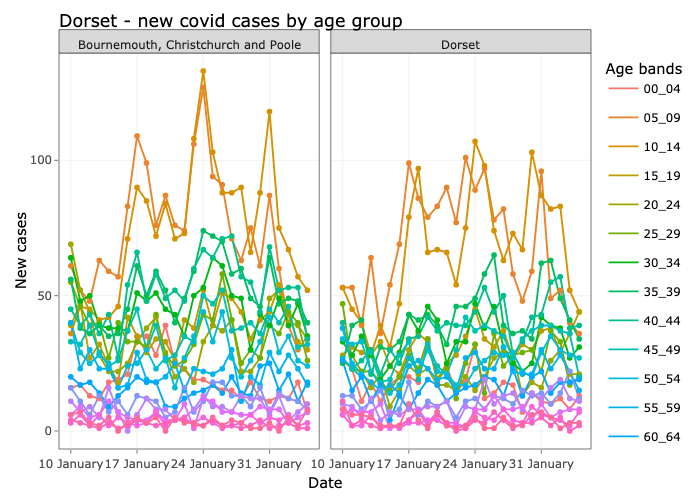 Dorset - new covid cases by age group
Bournemouth, Christchurch and Poole
Dorset
Age bands
00_04
05_09
10_14
15_19
20_24
25_29
30_34
35_39
40_44
45_49
50_54
55_59
60_64
New cases
100
50
0
10 January 17 January 24 January 31 January
10 January 17 January 24 January 31 January
Date